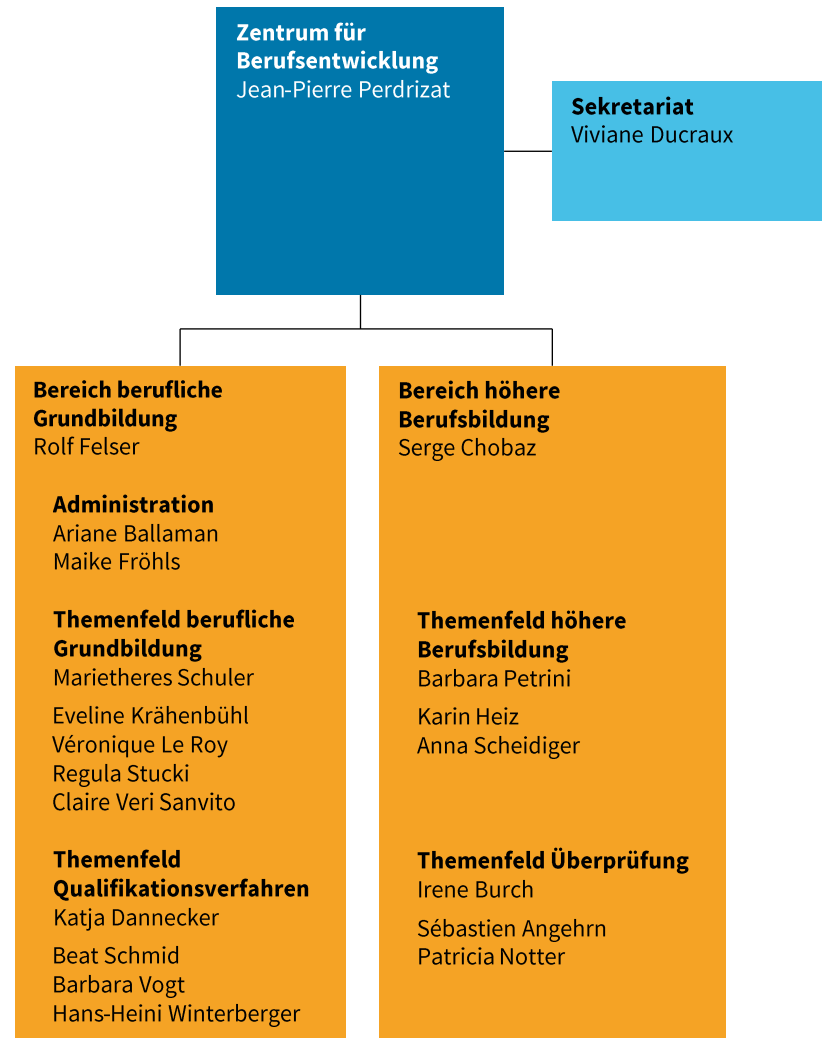 Zentrum für
Berufsentwicklung
Jean-Pierre Perdrizat
Sekretariat
Viviane Ducraux
Bereich berufliche
Grundbildung
Rolf Felser
Administration
Ariane Ballaman
Maike Fröhls
Themenfeld berufliche
Grundbildung
Marietheres Schuler
Eveline Krähenbühl
Véronique Le Roy
Regula Stucki
Claire Veri Sanvito
Themenfeld
Qualifikationsverfahren
Katja Dannecker
Beat Schmid
Barbara Vogt
Hans-Heini Winterberger
Bereich höhere
Berufsbildung
Serge Chobaz
Themenfeld höhere
Berufsbildung
Barbara Petrini
Karin Heiz
Anna Scheidiger
Themenfeld Überprüfung
Irene Burch
Sébastien Angehrn
Patricia Notter